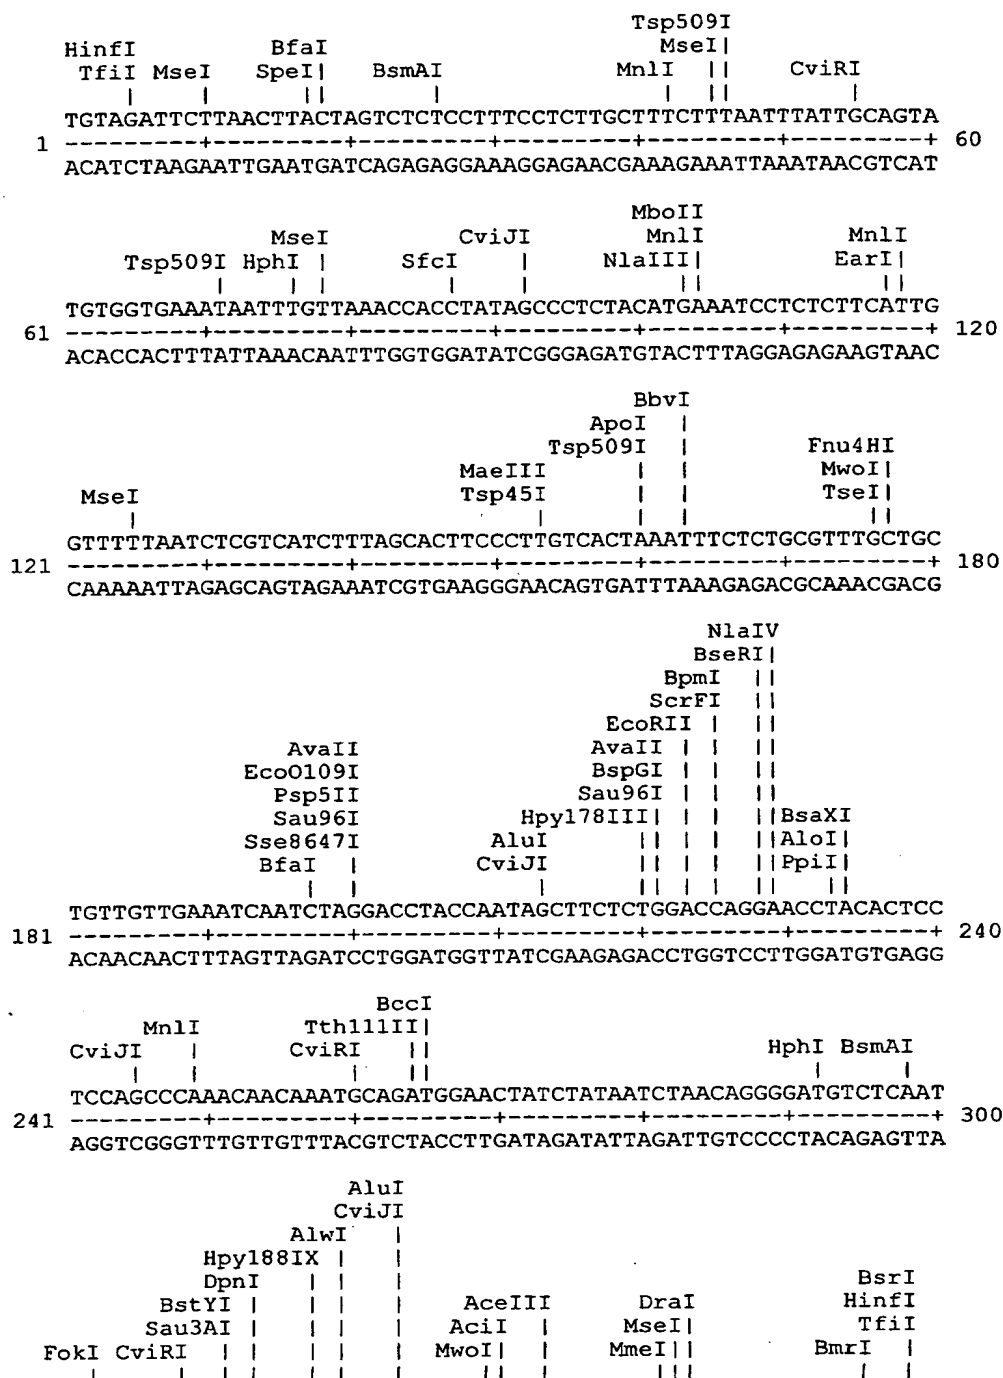 Tsp509I
HinfI BfaI MseI|
TfiI MseI SpeI| BsmAI MnlI || CviRI
| | || | | || |
TGTAGATTCTTAACTTACTAGTCTCTCCTTTCCTCTTGCTTTCTTTAATTTATTGCAGTA
1 ---------+---------+---------+---------+---------+---------+ 60
ACATCTAAGAATTGAATGATCAGAGAGGAAAGGAGAACGAAAGAAATTAAATAACGTCAT
MboII
MseI CviJI MnlI MnlI
Tsp509I HphI | SfcI | NlaIII| EarI|
| | | | | || ||
TGTGGTGAAATAATTTGTTAAACCACCTATAGCCCTCTACATGAAATCCTCTCTTCATTG
61 ---------+---------+---------+---------+---------+---------+ 120
ACACCACTTTATTAAACAATTTGGTGGATATCGGGAGATGTACTTTAGGAGAGAAGTAAC
BbvI
ApoI |
Tsp509I | Fnu4HI
MaeIII | | MwoI|
MseI Tsp45I | | TseI|
| | | | ||
GTTTTTAATCTCGTCATCTTTAGCACTTCCCTTGTCACTAAATTTCTCTGCGTTTGCTGC
121 ---------+---------+---------+---------+---------+---------+ 180
CAAAAATTAGAGCAGTAGAAATCGTGAAGGGAACAGTGATTTAAAGAGACGCAAACGACG
NlaIV
BseRI|
BpmI ||
ScrFI ||
EcoRII | ||
AvaII AvaII | | ||
EcoO109I BspGI | | ||
Psp5II Sau96I | | ||
Sau96I Hpy178III| | | ||BsaXI
Sse8647I AluI || | | ||AloI|
BfaI | CviJI || | | ||PpiI|
| | | || | | || ||
TGTTGTTGAAATCAATCTAGGACCTACCAATAGCTTCTCTGGACCAGGAACCTACACTCC
181 ---------+---------+---------+---------+---------+---------+ 240
ACAACAACTTTAGTTAGATCCTGGATGGTTATCGAAGAGACCTGGTCCTTGGATGTGAGG
BccI
MnlI Tth111II|
CviJI | CviRI || HphI BsmAI
| | | || | |
TCCAGCCCAAACAACAAATGCAGATGGAACTATCTATAATCTAACAGGGGATGTCTCAAT
241 ---------+---------+---------+---------+---------+---------+ 300
AGGTCGGGTTTGTTGTTTACGTCTACCTTGATAGATATTAGATTGTCCCCTACAGAGTTA
AluI
CviJI
AlwI |
Hpy188IX | |
DpnI | | | BsrI
BstYI | | | | AceIII DraI HinfI
Sau3AI | | | | AciI | MseI| TfiI
FokI CviRI | | | | | MwoI| | MmeI|| BmrI |
| | | | | | | || | ||| | |